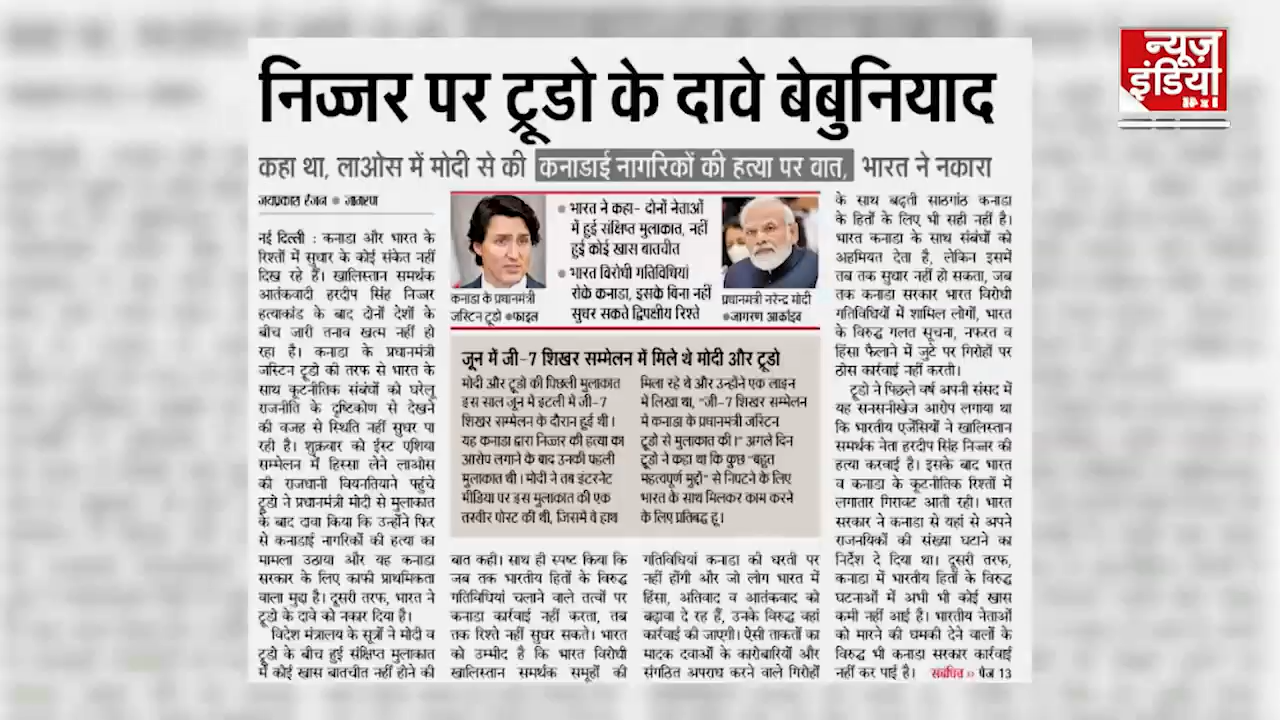 न्यूज़
इंडिया
निज्जर पर ट्रूडो के दावे बेबुनियाद
कहा था, लाओस में मोदी से की कनाडाई नागरिकों की हत्या पर बात, भारत ने नकारा
जयप्रकाश रंजन ● जागरण
नई दिल्ली : कनाडा और भारत के
रिश्तों में सुधार के कोई संकेत नहीं
दिख रहे हैं। खालिस्तान समर्थक
आतंकवादी हरदीप सिंह निज्जर
हत्याकांड के बाद दोनों देशों के
बीच जारी तनाव खत्म नहीं हो
रहा है। कनाडा के प्रधानमंत्री
जस्टिन टूडो की तरफ से भारत के
साथ कूटनीतिक संबंधों को घरेलू
राजनीति के दृष्टिकोण से देखने
की वजह से स्थिति नहीं सुधर पा
रही है। शुक्रवार को ईस्ट एशिया
सम्मेलन में हिस्सा लेने लाओस
की राजधानी वियनतियाने पहुंचे
टूडो ने प्रधानमंत्री मोदी से मुलाकात
के बाद दावा किया कि उन्होंने फिर
से कनाडाई नागरिकों की हत्या का
मामला उठाया और यह कनाडा
सरकार के लिए काफी प्राथमिकता
वाला मुद्दा है। दूसरी तरफ, भारत ने
टूडो के दावे को नकार दिया है।
विदेश मंत्रालय के सूत्रों ने मोदी व
टूडो के बीच हुई संक्षिप्त मुलाकात
में कोई खास बातचीत नहीं होने की
कनाडा के प्रधानमंत्री
जस्टिन टूडो ●फाइल
● भारत ने कहा- दोनों नेताओं
में हुई संक्षिप्त मुलाकात, नहीं
हुई कोई खास बातचीत
● भारत विरोधी गतिविधियां
रोके कनाडा, इसके बिना नहीं
सुधर सकते द्विपक्षीय रिश्ते
प्रधानमंत्री नरेन्द्र मोदी
●जागरण आर्काइव
जून में जी-7 शिखर सम्मेलन में मिले थे मोदी और टूडो
मोदी और टूडो की पिछली मुलाकात
इस साल जून में इटली में जी-7
शिखर सम्मेलन के दौरान हुई थी।
यह कनाडा द्वारा निज्जर की हत्या का
आरोप लगाने के बाद उनकी पहली
मुलाकात थी। मोदी ने तब इंटरनेट
मीडिया पर इस मुलाकात की एक
तस्वीर पोस्ट की थी, जिसमें वे हाथ
मिला रहे थे और उन्होंने एक लाइन
में लिखा था, "जी-7 शिखर सम्मेलन
में कनाडा के प्रधानमंत्री जस्टिन
टूडो से मुलाकात की।" अगले दिन
टूडो ने कहा था कि कुछ "बहुत
महत्वपूर्ण मुद्दों" से निपटने के लिए
भारत के साथ मिलकर काम करने
के लिए प्रतिबद्ध हूं।
बात कही। साथ ही स्पष्ट किया कि
जब तक भारतीय हितों के विरुद्ध
गतिविधियां चलाने वाले तत्वों पर
कनाडा कार्रवाई नहीं करता, तब
तक रिश्ते नहीं सुधर सकते। भारत
को उम्मीद है कि भारत विरोधी
खालिस्तान समर्थक समूहों की
गतिविधियां कनाडा की धरती पर
नहीं होंगी और जो लोग भारत में
हिंसा, अतिवाद व आतंकवाद को
बढ़ावा दे रहे हैं, उनके विरुद्ध वहां
कार्रवाई की जाएगी। ऐसी ताकतों का
मादक दवाओं के कारोबारियों और
संगठित अपराध करने वाले गिरोहों
के साथ बढ़ती साठगांठ कनाडा
के हितों के लिए भी सही नहीं है।
भारत कनाडा के साथ संबंधों को
अहमियत देता है, लेकिन इसमें
तब तक सुधार नहीं हो सकता, जब
तक कनाडा सरकार भारत विरोधी
गतिविधियों में शामिल लोगों, भारत
के विरुद्ध गलत सूचना, नफरत व
हिंसा फैलाने में जुटे पर गिरोहों पर
ठोस कार्रवाई नहीं करती।
टूडो ने पिछले वर्ष अपनी संसद में
यह सनसनीखेज आरोप लगाया था
कि भारतीय एजेंसियों ने खालिस्तान
समर्थक नेता हरदीप सिंह निज्जर की
हत्या करवाई है। इसके बाद भारत
व कनाडा के कूटनीतिक रिश्तों में
लगातार गिरावट आती रही। भारत
सरकार ने कनाडा से यहां से अपने
राजनयिकों की संख्या घटाने का
निर्देश दे दिया था। दूसरी तरफ,
कनाडा में भारतीय हितों के विरुद्ध
घटनाओं में अभी भी कोई खास
कमी नहीं आई है। भारतीय नेताओं
को मारने की धमकी देने वालों के
विरुद्ध भी कनाडा सरकार कार्रवाई
नहीं कर पाई है। संबंधित›› पेज 13